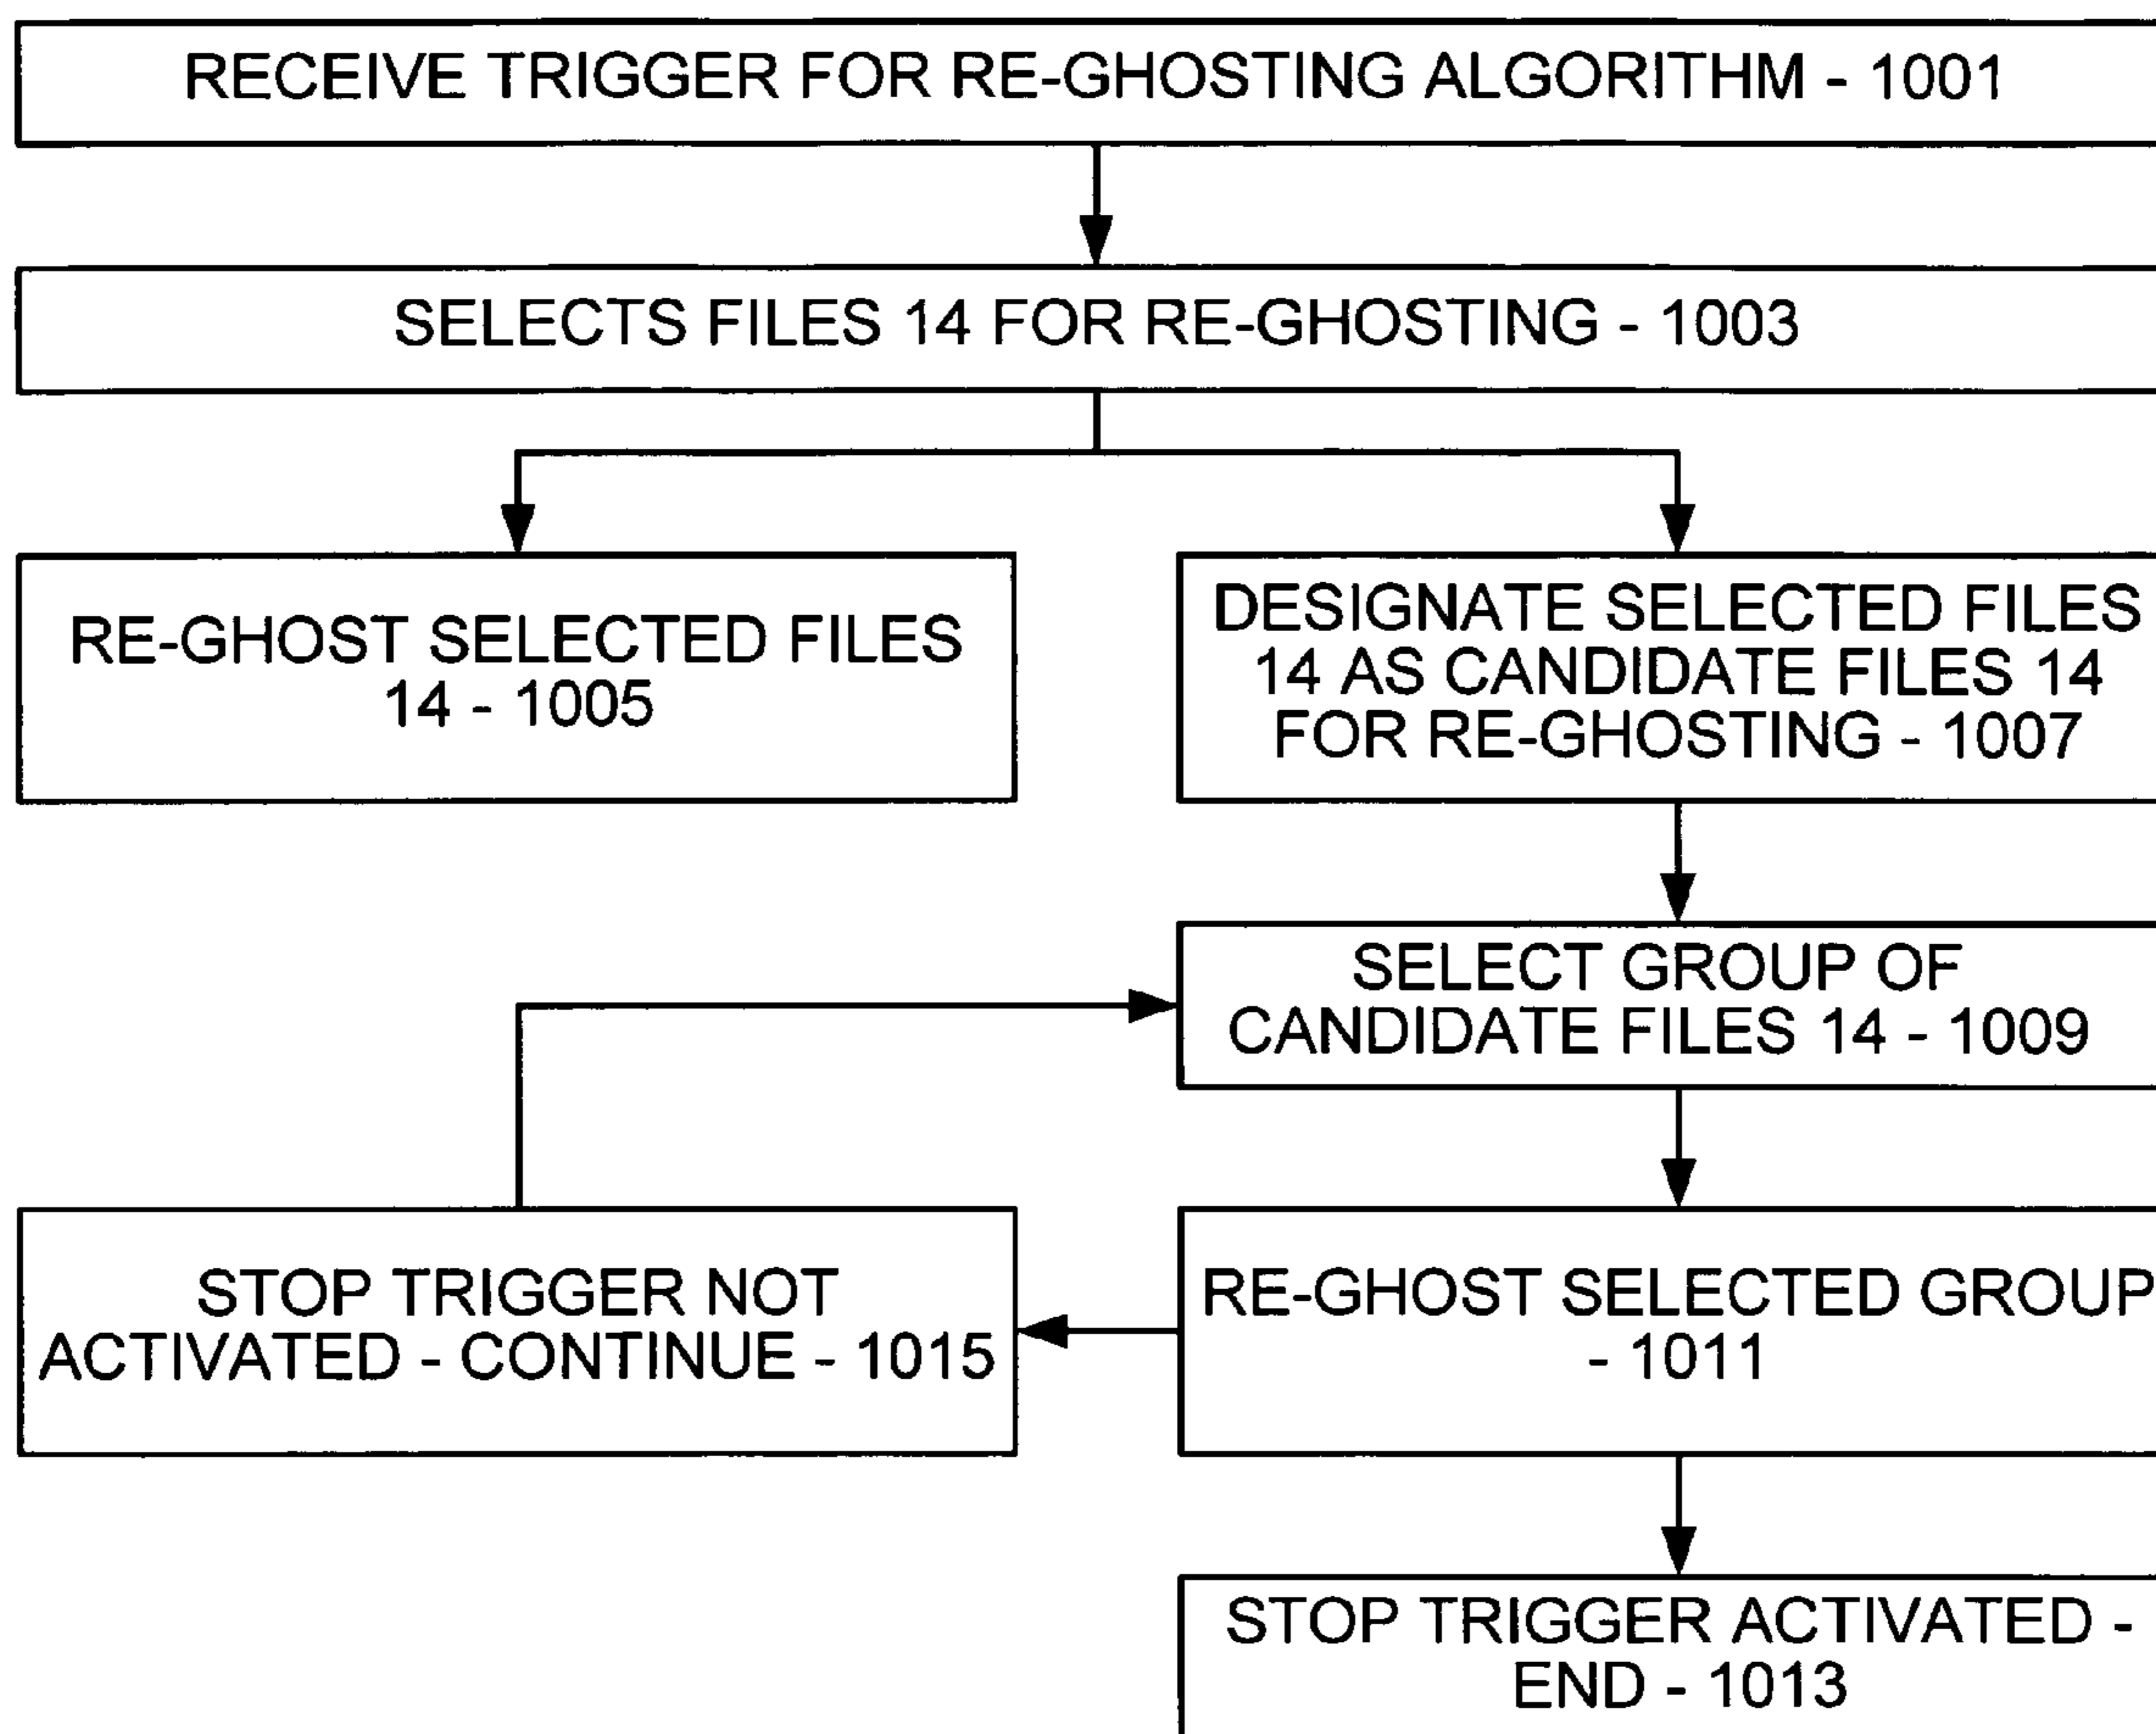 RECEIVE TRIGGER FOR RE-GHOSTING ALGORITHM - 1001
SELECTS FILES 14 FOR RE-GHOSTING - 1003
RE-GHOST SELECTED FILES
14 - 1005
DESIGNATE SELECTED FILES
14 AS CANDIDATE FILES 14
FOR RE-GHOSTING - 1007
SELECT GROUP OF
CANDIDATE FILES 14 - 1009
STOP TRIGGER NOT
ACTIVATED - CONTINUE - 1015
RE-GHOST SELECTED GROUP
- 1011
STOP TRIGGER ACTIVATED -
END - 1013